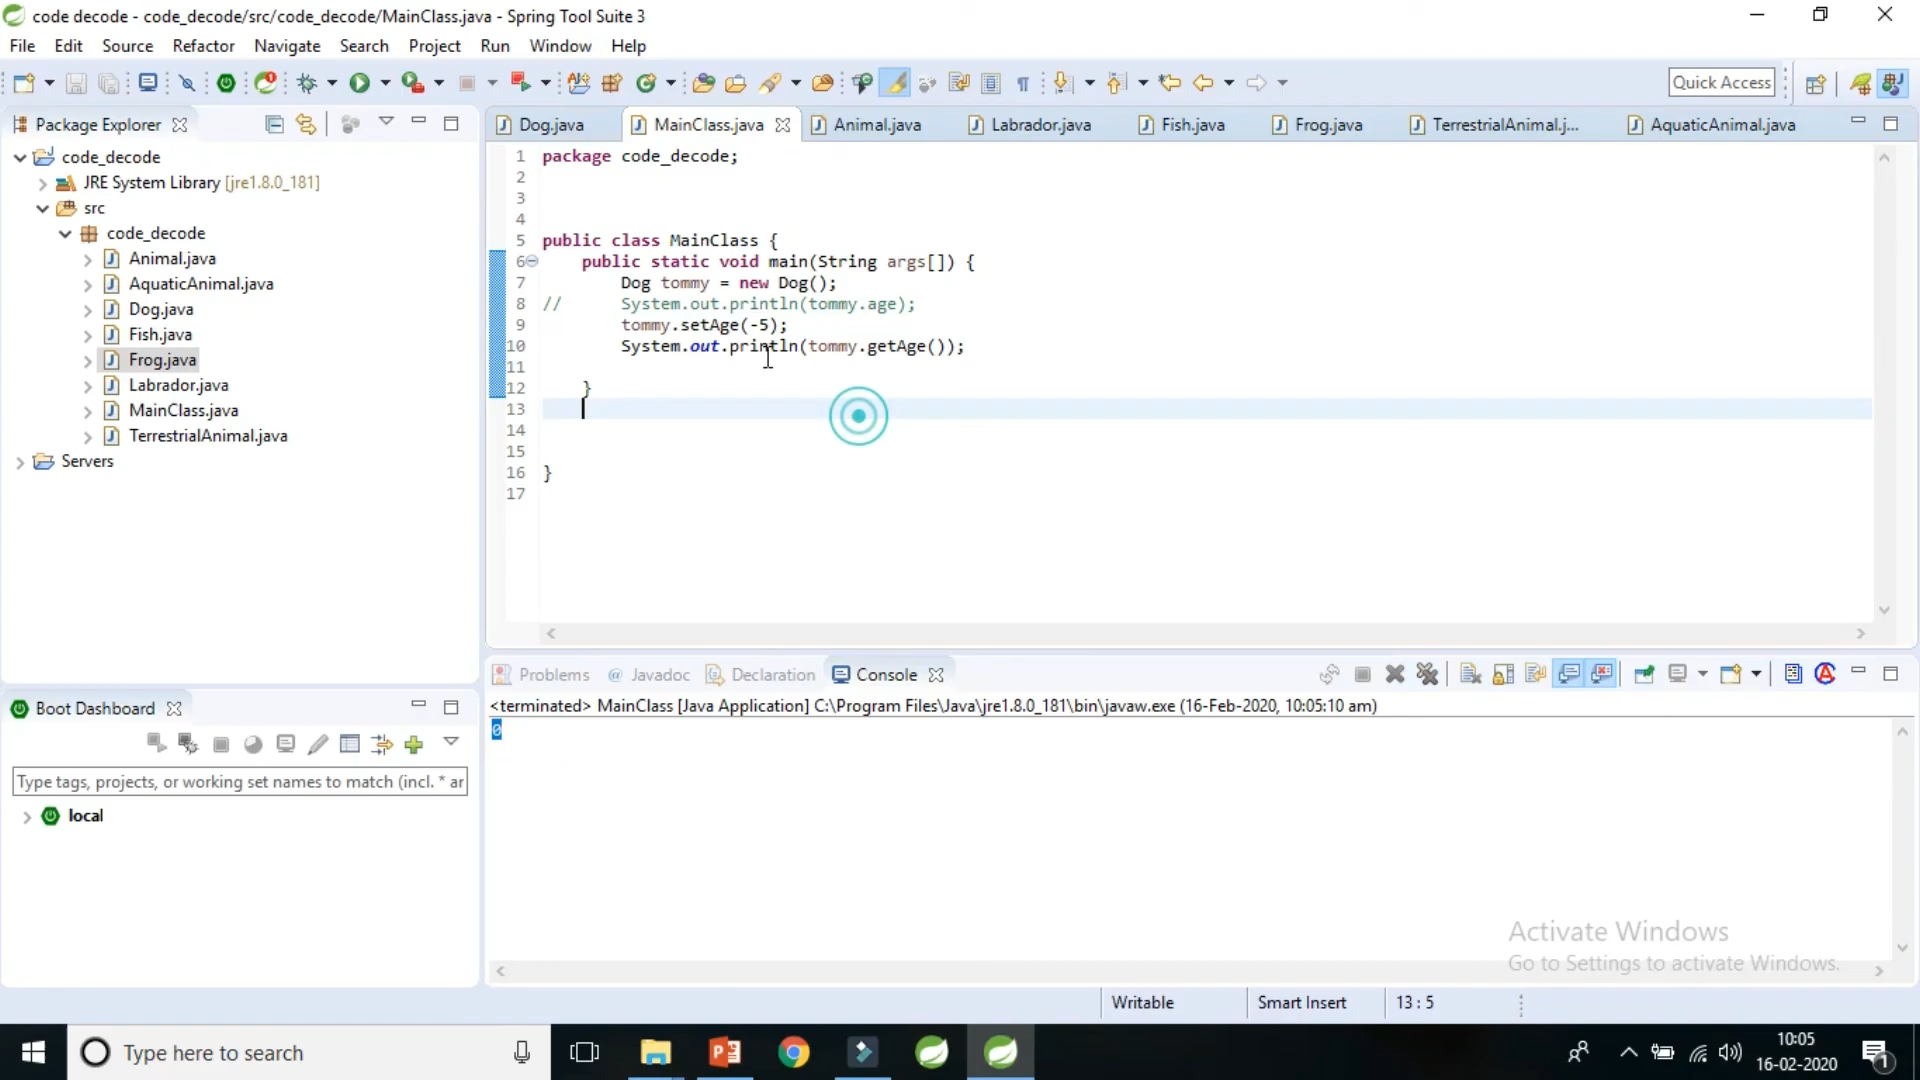 code decode - code_decode/src/code_decode/MainClass.java - Spring Tool Suite 3
File Edit Source Refactor Navigate Search Project Run Window Help
Quick Access
Package Explorer
code_decode
JRE System Library [jre1.8.0_181]
src
code_decode
Animal.java
AquaticAnimal.java
Dog.java
Fish.java
Frog.java
Labrador.java
MainClass.java
TerrestrialAnimal.java
Servers
Dog.java MainClass.java Animal.java Labrador.java Fish.java Frog.java TerrestrialAnimal.j... AquaticAnimal.java
1 package code_decode;
2
3
4
5 public class MainClass {
6 public static void main(String args[]) {
7 Dog tommy = new Dog();
8 // System.out.println(tommy.age);
9 tommy.setAge(-5);
10 System.out.println(tommy.getAge());
11
12 }
13
14
15
16 }
17
Problems @ Javadoc Declaration Console
<terminated> MainClass [Java Application] C:\Program Files\Java\jre1.8.0_181\bin\javaw.exe (16-Feb-2020, 10:05:10 am)
0
Boot Dashboard
Type tags, projects, or working set names to match (incl. * ar
local
Activate Windows
Go to Settings to activate Windows.
Writable Smart Insert 13 : 5
Type here to search
10:05
16-02-2020
1